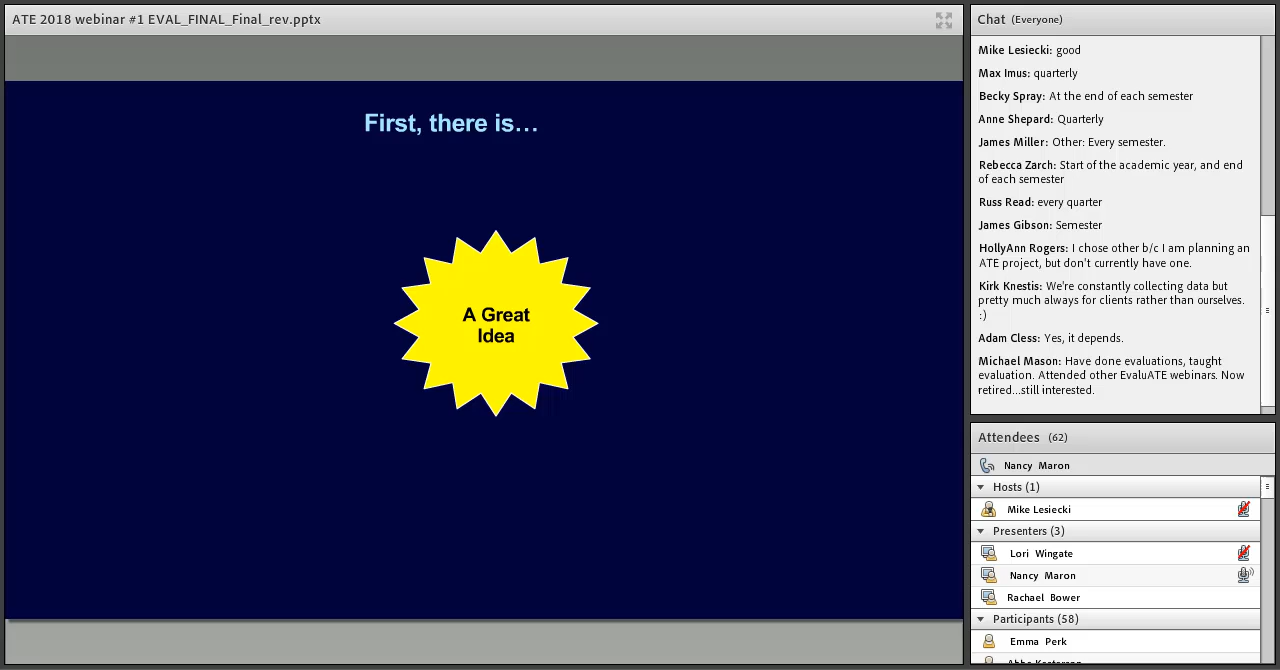 ATE 2018 webinar #1 EVAL_FINAL_Final_rev.pptx
First, there is…
A Great
Idea
Chat (Everyone)
Mike Lesiecki: good
Max Imus: quarterly
Becky Spray: At the end of each semester
Anne Shepard: Quarterly
James Miller: Other: Every semester.
Rebecca Zarch: Start of the academic year, and end
of each semester
Russ Read: every quarter
James Gibson: Semester
HollyAnn Rogers: I chose other b/c I am planning an
ATE project, but don't currently have one.
Kirk Knestis: We're constantly collecting data but
pretty much always for clients rather than ourselves.
:)
Adam Cless: Yes, it depends.
Michael Mason: Have done evaluations, taught
evaluation. Attended other EvaluATE webinars. Now
retired...still interested.
Attendees (62)
Nancy Maron
Hosts (1)
Mike Lesiecki
Presenters (3)
Lori Wingate
Nancy Maron
Rachael Bower
Participants (58)
Emma Perk